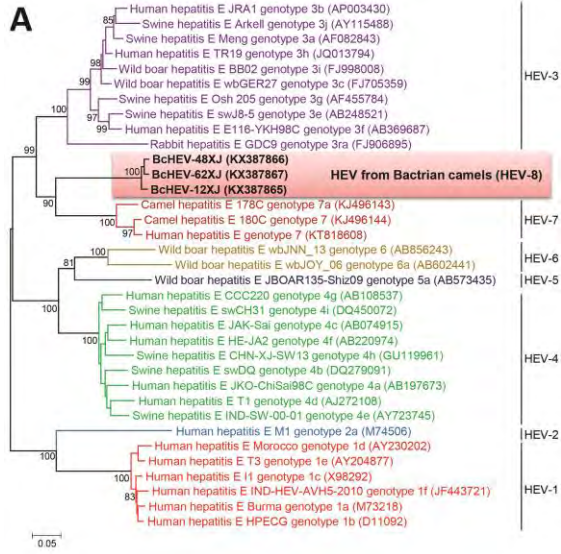 A
Human hepatitis E JRA1 genotype 3b (AP003430)
Swine hepatitis E Arkell genotype 3j (AY115488)
Swine hepatitis E Meng genotype 3a (AF082843)
Human hepatitis E TR19 genotype 3h (JQ013794)
Wild boar hepatitis E BB02 genotype 3i (FJ998008)
Wild boar hepatitis E wbGER27 genotype 3c (FJ705359)
Swine hepatitis E Osh 205 genotype 3g (AF455784)
Swine hepatitis E swJ8-5 genotype 3e (AB248521)
Human hepatitis E E116-YKH98C genotype 3f (AB369687)
Rabbit hepatitis E GDC9 genotype 3ra (FJ906895)
HEV-3
85
98
99
97
99
100
BcHEV-48XJ (KX387866)
BcHEV-62XJ (KX387867)
BcHEV-12XJ (KX387865)
HEV from Bactrian camels (HEV-8)
100
100
Camel hepatitis E 178C genotype 7a (KJ496143)
Camel hepatitis E 180C genotype 7 (KJ496144)
Human hepatitis E genotype 7 (KT818608)
HEV-7
100
97
Wild boar hepatitis E wbJNN_13 genotype 6 (AB856243)
Wild boar hepatitis E wbJOY_06 genotype 6a (AB602441)
HEV-6
100
81
Wild boar hepatitis E JBOAR135-Shiz09 genotype 5a (AB573435)
HEV-5
100
Human hepatitis E CCC220 genotype 4g (AB108537)
Swine hepatitis E swCH31 genotype 4i (DQ450072)
Human hepatitis E JAK-Sai genotype 4c (AB074915)
Human hepatitis E HE-JA2 genotype 4f (AB220974)
Swine hepatitis E CHN-XJ-SW13 genotype 4h (GU119961)
Swine hepatitis E swDQ genotype 4b (DQ279091)
Human hepatitis E JKO-ChiSai98C genotype 4a (AB197673)
Human hepatitis E T1 genotype 4d (AJ272108)
Swine hepatitis E IND-SW-00-01 genotype 4e (AY723745)
HEV-4
100
Human hepatitis E M1 genotype 2a (M74506)
HEV-2
100
Human hepatitis E Morocco genotype 1d (AY230202)
Human hepatitis E T3 genotype 1e (AY204877)
Human hepatitis E I1 genotype 1c (X98292)
Human hepatitis E IND-HEV-AVH5-2010 genotype 1f (JF443721)
Human hepatitis E Burma genotype 1a (M73218)
Human hepatitis E HPECG genotype 1b (D11092)
HEV-1
100
83
0.05